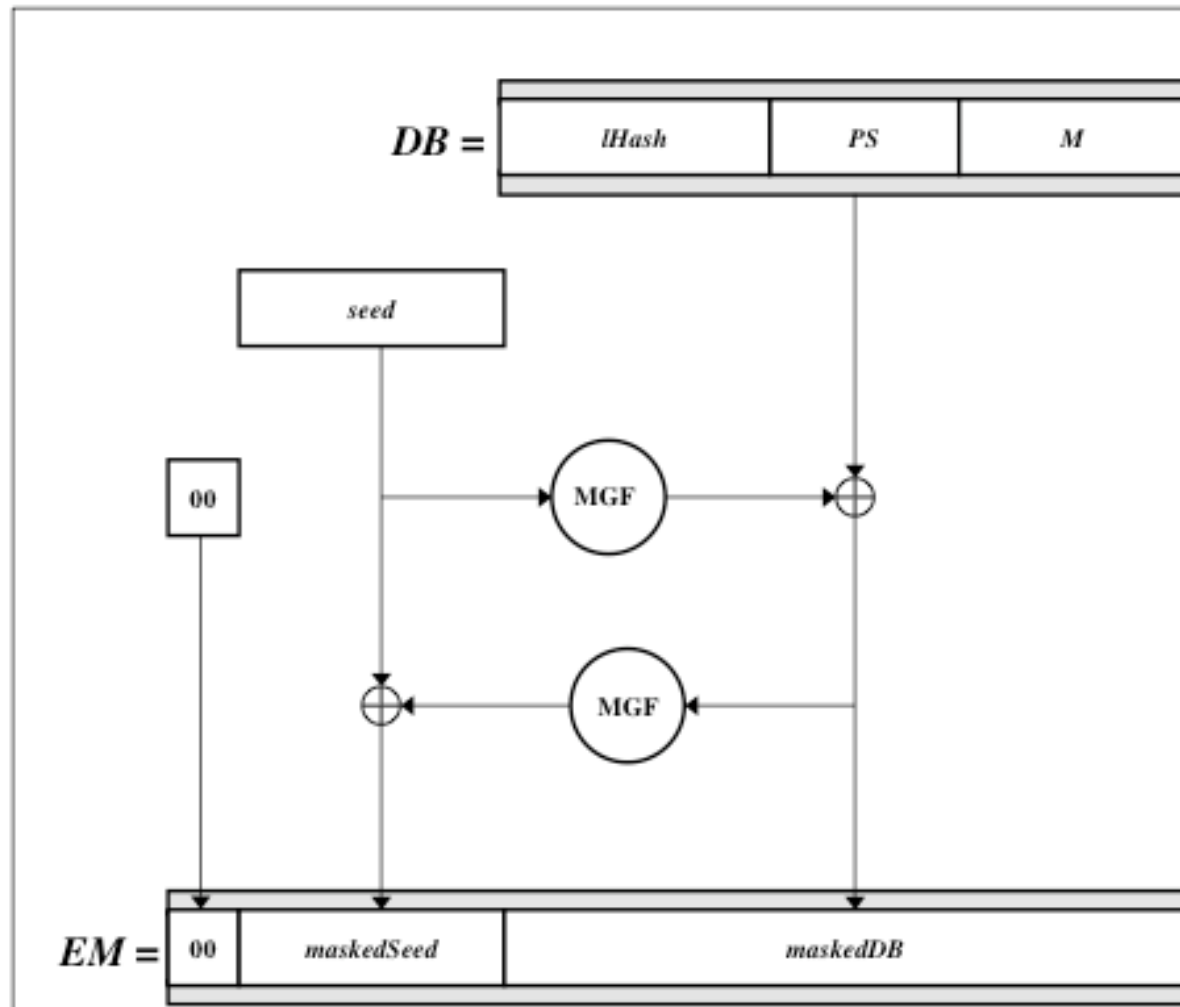 DB = lHash PS M
seed
00 MGF
MGF
EM = 00 maskedSeed maskedDB